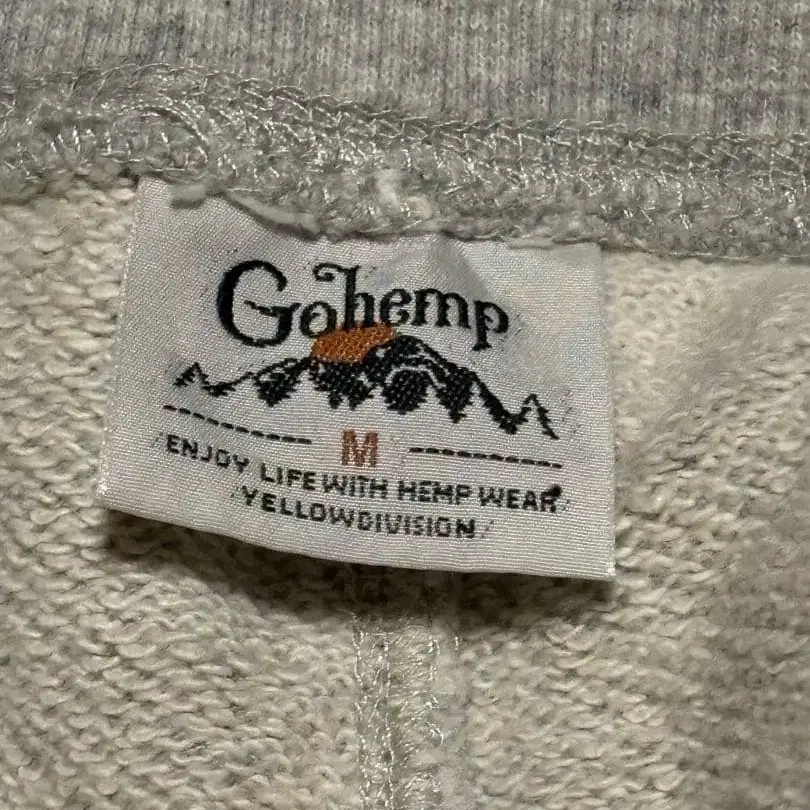 Gohemp
M
ENJOY LIFE WITH HEMP WEAR
YELLOWDIVISION